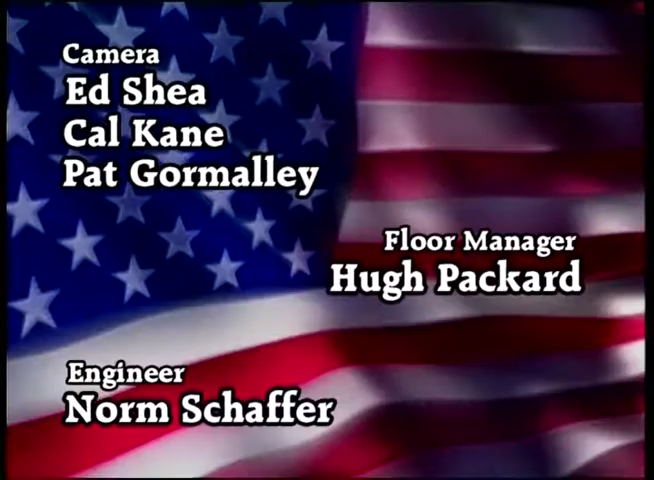 Camera
Ed Shea
Cal Kane
Pat Gormalley
Floor Manager
Hugh Packard
Engineer
Norm Schaffer